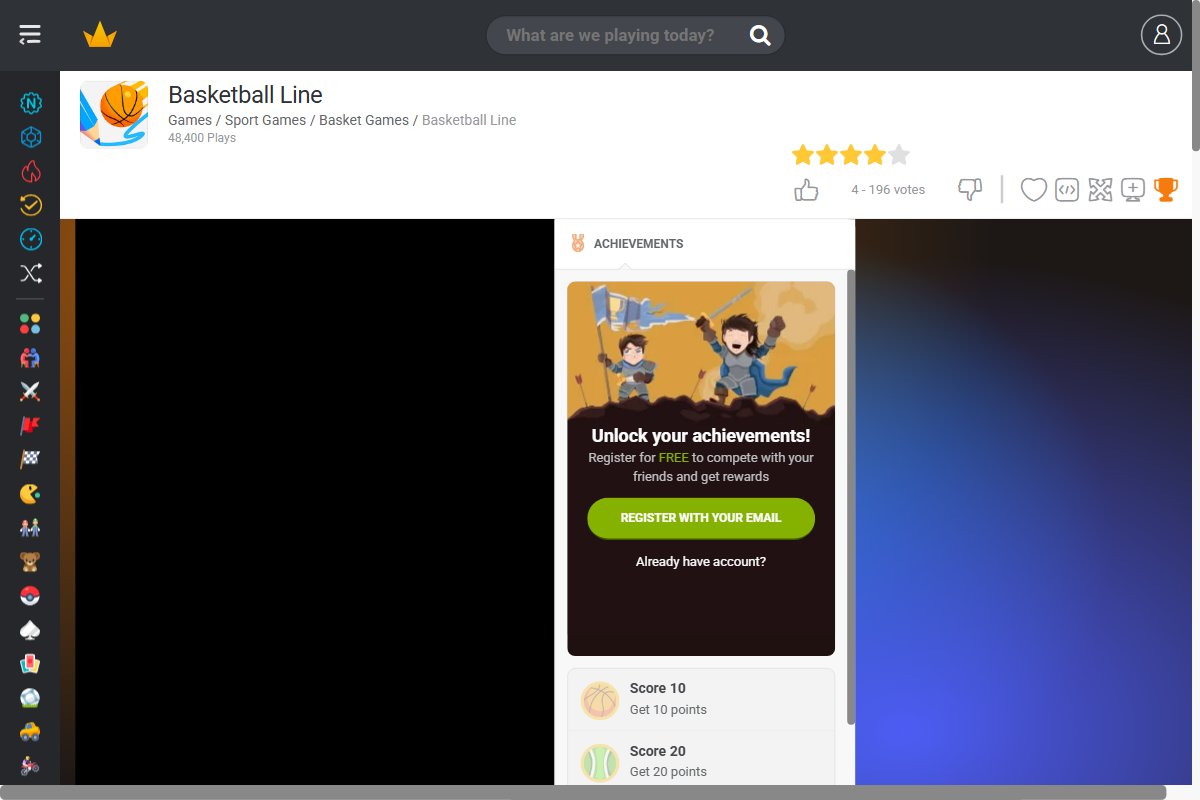 What are we playing today?
Basketball Line
Games / Sport Games / Basket Games / Basketball Line
48,400 Plays
4 - 196 votes
ACHIEVEMENTS
Unlock your achievements!
Register for FREE to compete with your
friends and get rewards
REGISTER WITH YOUR EMAIL
Already have account?
Score 10
Get 10 points
Score 20
Get 20 points